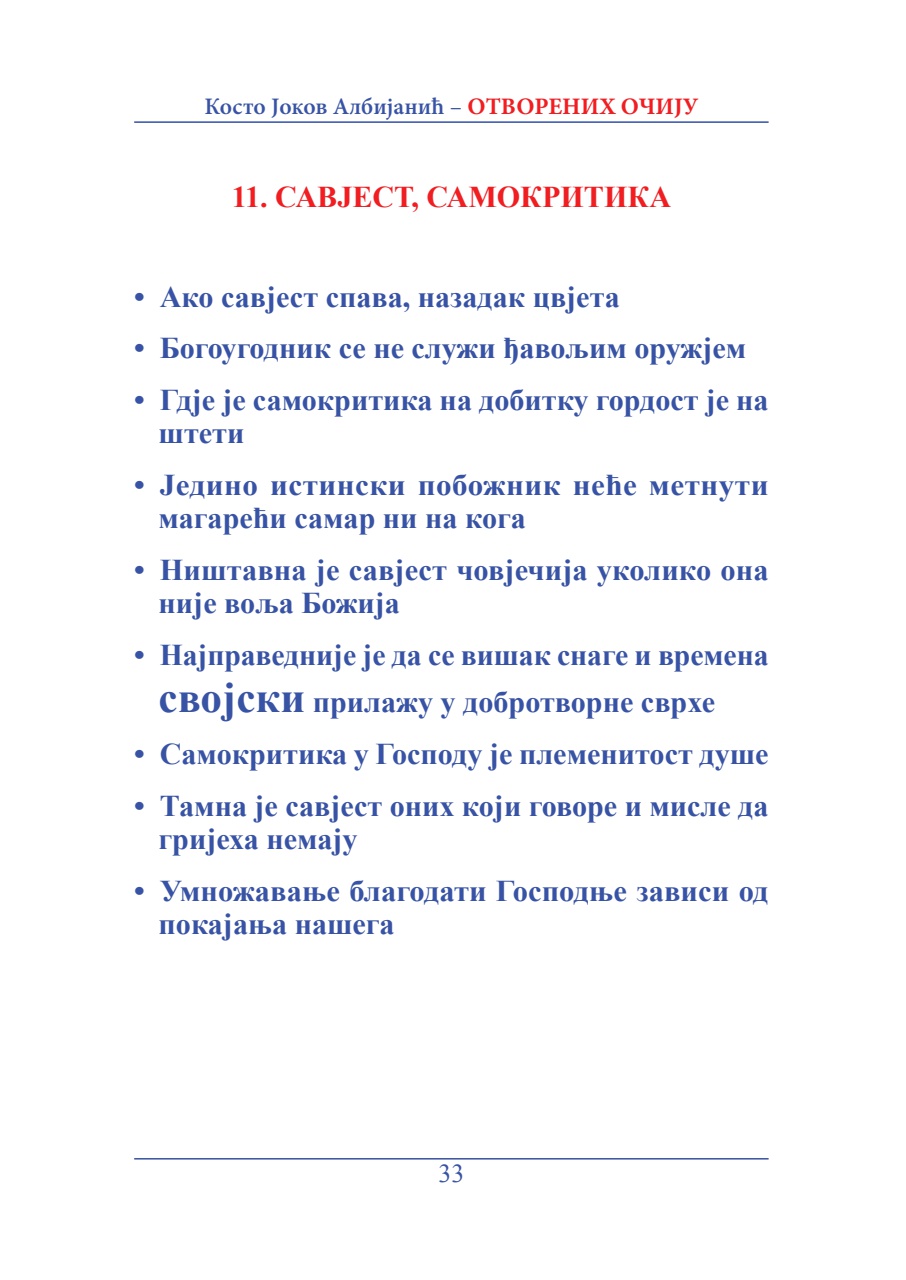 Косто Јоков Албијанић – ОТВОРЕНИХ ОЧИЈУ
11. САВЈЕСТ, САМОКРИТИКА
• Ако савјест спава, назадак цвјета
• Богоугодник се не служи ђавољим оружјем
• Гдје је самокритика на добитку гордост је на
штети
• Једино истински побожник неће метнути
магарећи самар ни на кога
• Ништавна је савјест човјечија уколико она
није воља Божија
• Најправедније је да се вишак снаге и времена
својски прилажу у добротворне сврхе
• Самокритика у Господу је племенитост душе
• Тамна је савјест оних који говоре и мисле да
гријеха немају
• Умножавање благодати Господње зависи од
покајања нашега
33